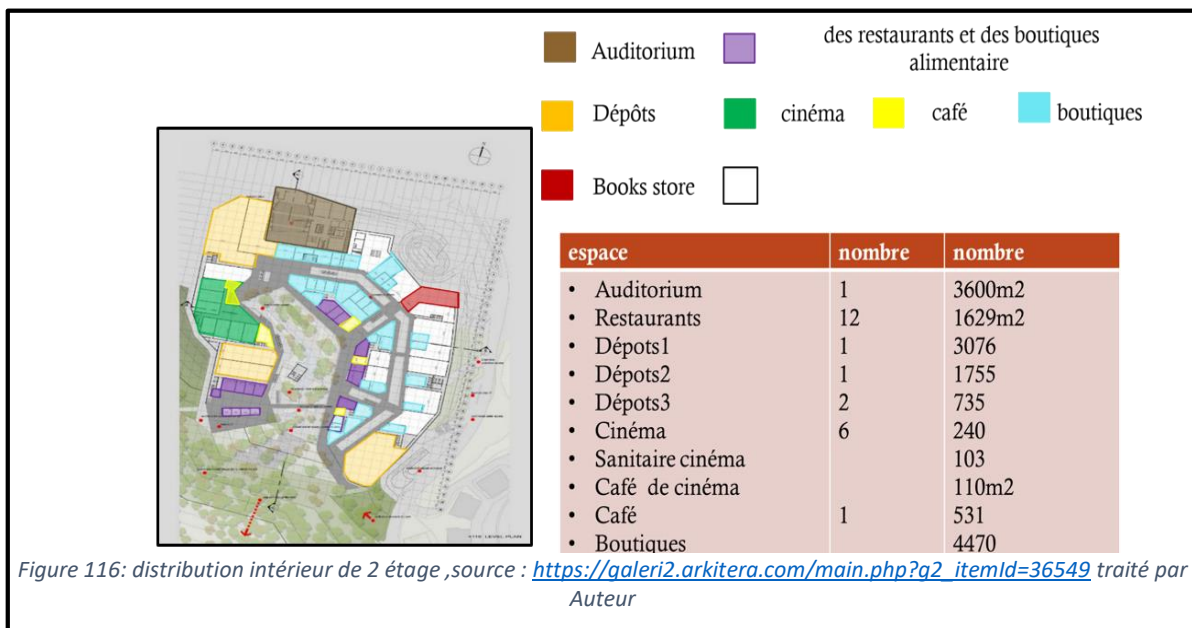 Auditorium
des restaurants et des boutiques
alimentaire
Dépôts
cinéma
café
boutiques
Books store
espace nombre nombre
• Auditorium 1 3600m2
• Restaurants 12 1629m2
• Dépots1 1 3076
• Dépots2 1 1755
• Dépots3 2 735
• Cinéma 6 240
• Sanitaire cinéma 103
• Café de cinéma 110m2
• Café 1 531
• Boutiques 4470
Figure 116: distribution intérieur de 2 étage ,source : https://galeri2.arkitera.com/main.php?g2_itemId=36549 traité par
Auteur